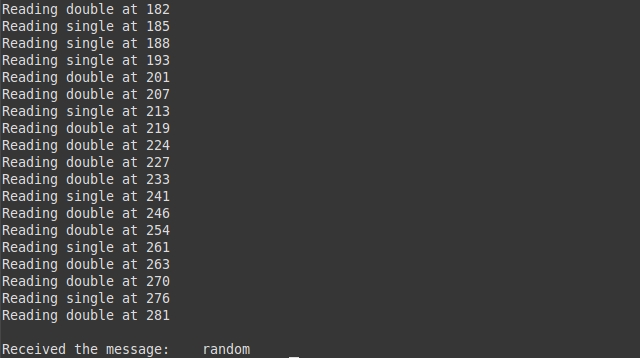 Reading double at 182
Reading single at 185
Reading single at 188
Reading single at 193
Reading double at 201
Reading double at 207
Reading single at 213
Reading double at 219
Reading double at 224
Reading double at 227
Reading double at 233
Reading single at 241
Reading double at 246
Reading double at 254
Reading single at 261
Reading double at 263
Reading double at 270
Reading single at 276
Reading double at 281
Received the message:    random